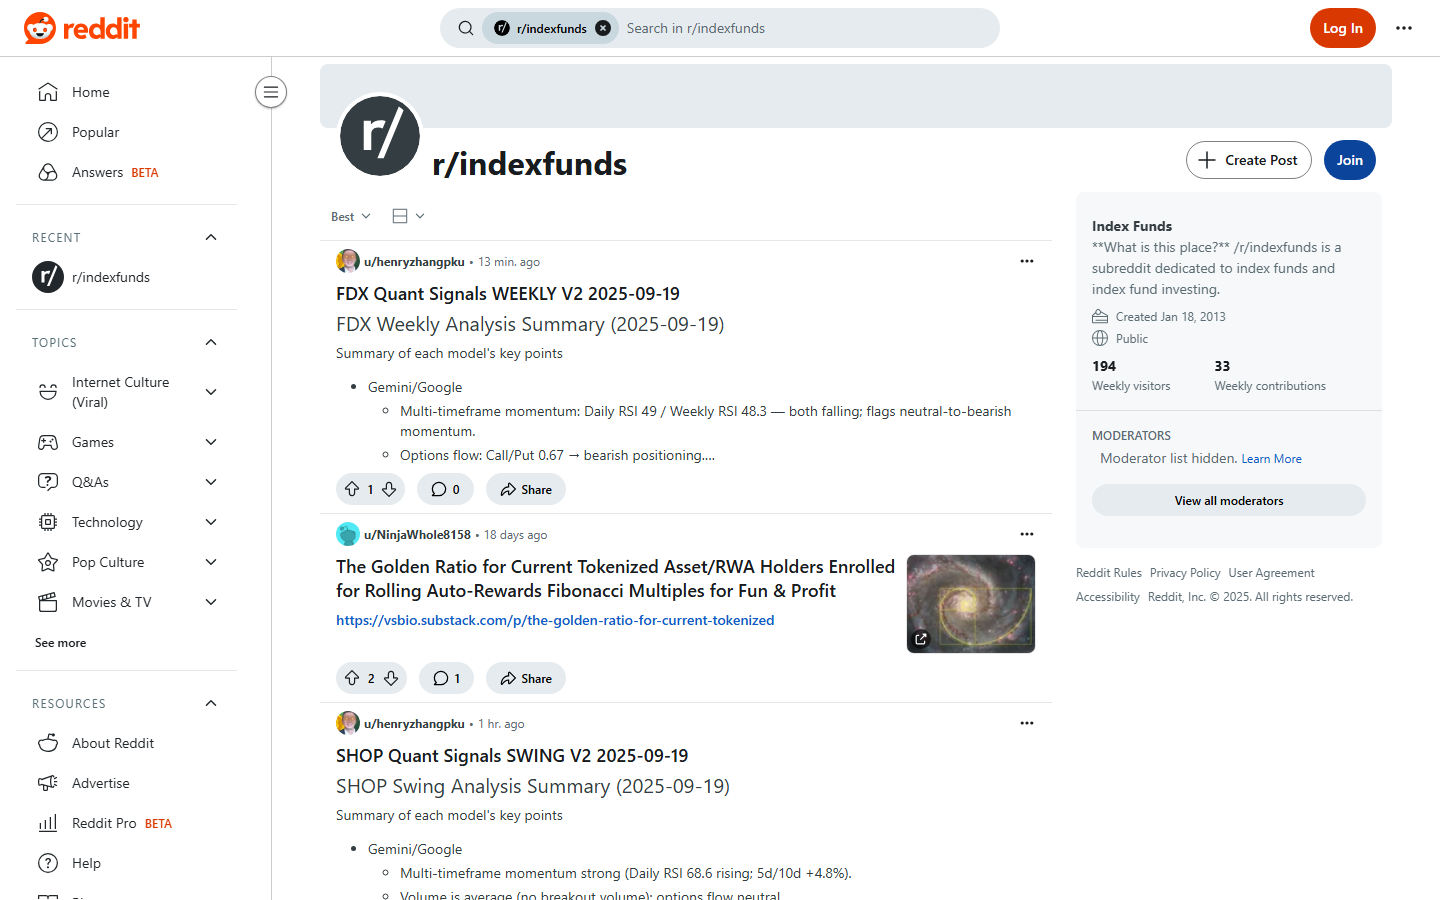 reddit
r/ r/indexfunds Search in r/indexfunds
Log In
Home
Popular
Answers BETA
RECENT
r/ r/indexfunds
TOPICS
Internet Culture
(Viral)
Games
Q&As
Technology
Pop Culture
Movies & TV
See more
RESOURCES
About Reddit
Advertise
Reddit Pro BETA
Help
r/
r/indexfunds
Create Post
Join
Best
u/henryzhangpku • 13 min. ago
FDX Quant Signals WEEKLY V2 2025-09-19
FDX Weekly Analysis Summary (2025-09-19)
Summary of each model's key points
• Gemini/Google
◦ Multi-timeframe momentum: Daily RSI 49 / Weekly RSI 48.3 — both falling; flags neutral-to-bearish
momentum.
◦ Options flow: Call/Put 0.67 → bearish positioning....
1
0
Share
u/NinjaWhole8158 • 18 days ago
The Golden Ratio for Current Tokenized Asset/RWA Holders Enrolled
for Rolling Auto-Rewards Fibonacci Multiples for Fun & Profit
https://vsbio.substack.com/p/the-golden-ratio-for-current-tokenized
2
1
Share
u/henryzhangpku • 1 hr. ago
SHOP Quant Signals SWING V2 2025-09-19
SHOP Swing Analysis Summary (2025-09-19)
Summary of each model's key points
• Gemini/Google
◦ Multi-timeframe momentum strong (Daily RSI 68.6 rising; 5d/10d +4.8%).
◦ Volume is average (no breakout volume); options flow neutral
Index Funds
**What is this place?** /r/indexfunds is a
subreddit dedicated to index funds and
index fund investing.
Created Jan 18, 2013
Public
194 33
Weekly visitors Weekly contributions
MODERATORS
Moderator list hidden. Learn More
View all moderators
Reddit Rules Privacy Policy User Agreement
Accessibility Reddit, Inc. © 2025. All rights reserved.